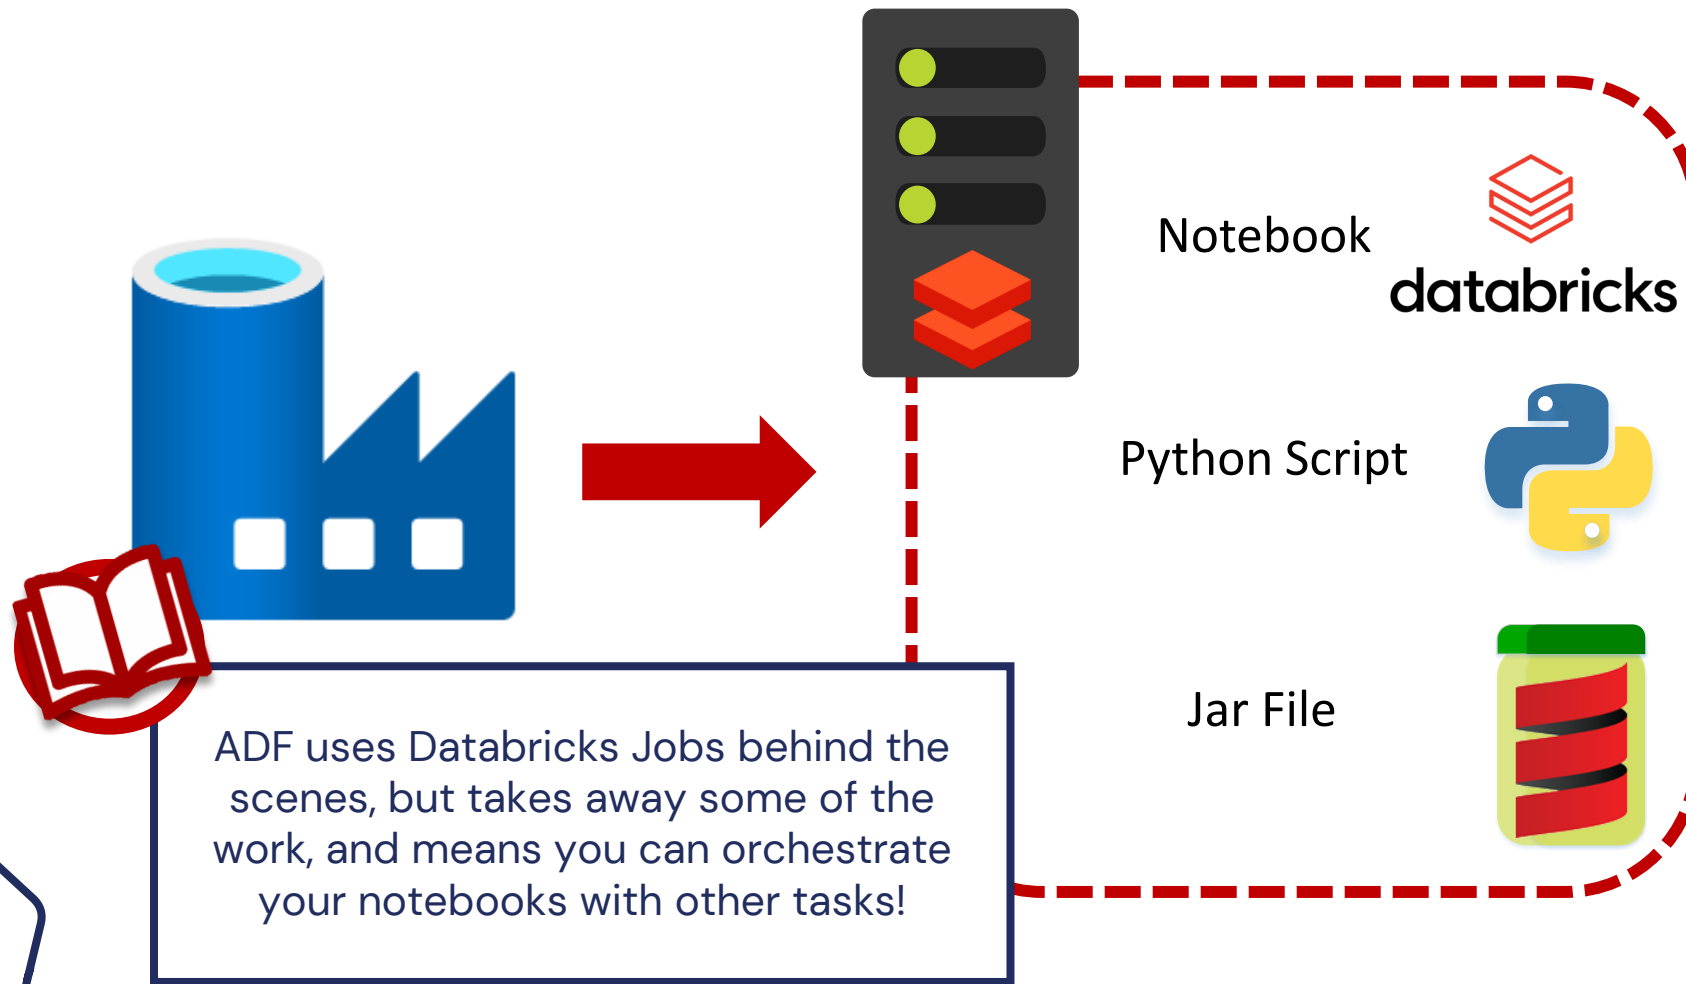 Notebook
databricks
Python Script
Jar File
ADF uses Databricks Jobs behind the
scenes, but takes away some of the
work, and means you can orchestrate
your notebooks with other tasks!